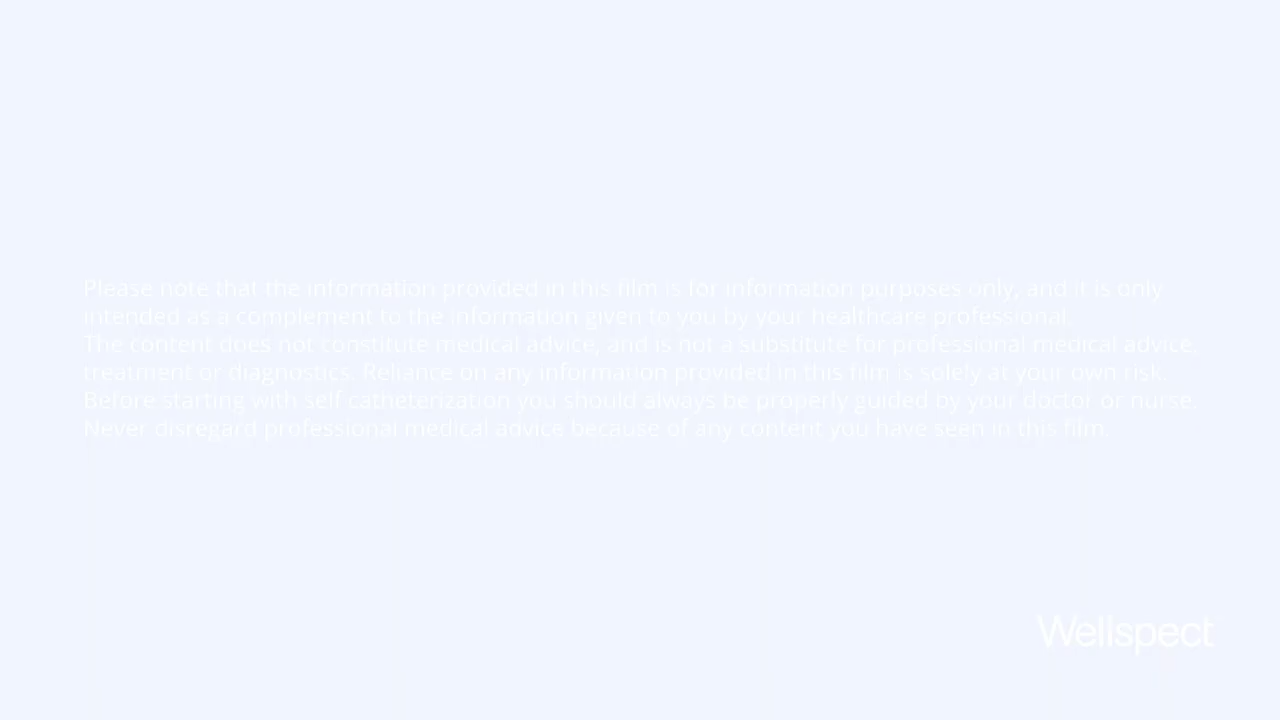 Please note that the information provided in this film is for information purposes only, and it is only
intended as a complement to the information given to you by your healthcare professional.
The content does not constitute medical advice, and is not a substitute for professional medical advice,
treatment or diagnostics. Reliance on any information provided in this film is solely at your own risk.
Before starting with self catheterization you should always be properly guided by your doctor or nurse.
Never disregard professional medical advice because of any content you have seen in this film.
Wellspect